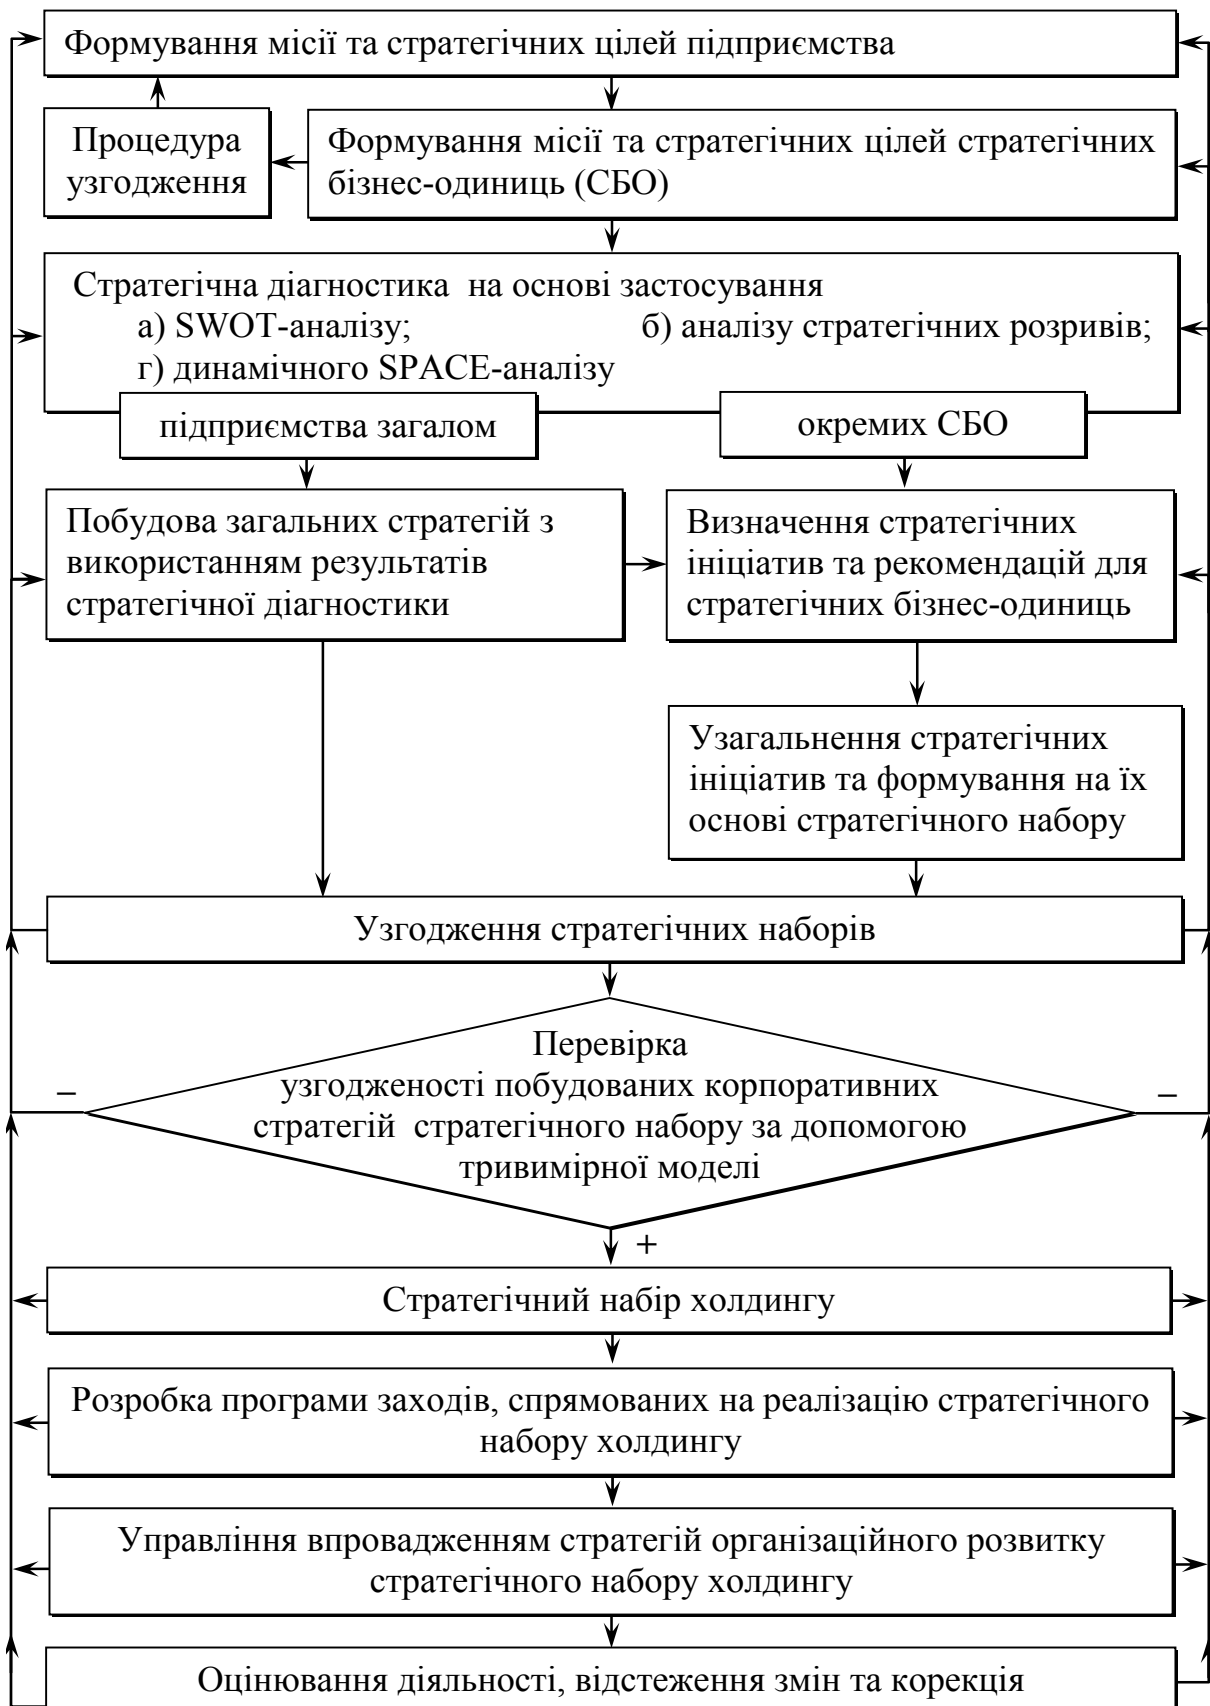 Формування місії та стратегічних цілей підприємства
Процедура
узгодження
Формування місії та стратегічних цілей стратегічних
бізнес-одиниць (СБО)
Стратегічна діагностика на основі застосування
а) SWOT-аналізу; б) аналізу стратегічних розривів;
г) динамічного SPACE-аналізу
підприємства загалом
окремих СБО
Побудова загальних стратегій з
використанням результатів
стратегічної діагностики
Визначення стратегічних
ініціатив та рекомендацій для
стратегічних бізнес-одиниць
Узагальнення стратегічних
ініціатив та формування на їх
основі стратегічного набору
Узгодження стратегічних наборів
Перевірка
узгодженості побудованих корпоративних
стратегій стратегічного набору за допомогою
тривимірної моделі
–
–
+
Стратегічний набір холдингу
Розробка програми заходів, спрямованих на реалізацію стратегічного
набору холдингу
Управління впровадженням стратегій організаційного розвитку
стратегічного набору холдингу
Оцінювання діяльності, відстеження змін та корекція